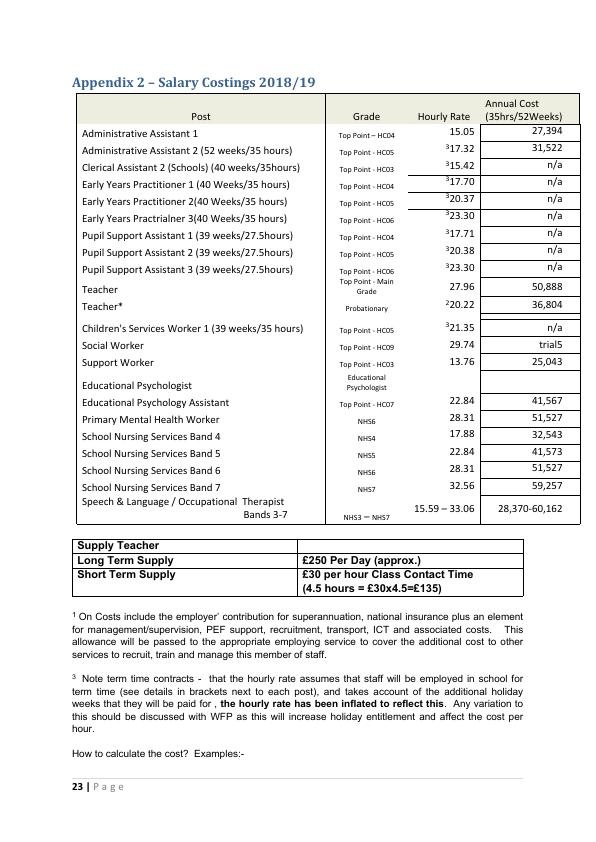 Appendix 2 – Salary Costings 2018/19
Post Grade Hourly Rate Annual Cost (35hrs/52Weeks)
Administrative Assistant 1 Top Point – HC04 15.05 27,394
Administrative Assistant 2 (52 weeks/35 hours) Top Point - HC05 ³17.32 31,522
Clerical Assistant 2 (Schools) (40 weeks/35hours) Top Point - HC03 ³15.42 n/a
Early Years Practitioner 1 (40 Weeks/35 Hours) Top Point - HC04 ³17.70 n/a
Early Years Practitioner 2(40 Weeks/35 Hours) Top Point - HC05 ³20.37 n/a
Early Years Practrialner 3(40 Weeks/35 Hours) Top Point - HC06 ³23.30 n/a
Pupil Support Assistant 1 (39 weeks/27.5hours) Top Point - HC04 ³17.71 n/a
Pupil Support Assistant 2 (39 weeks/27.5hours) Top Point - HC05 ³20.38 n/a
Pupil Support Assistant 3 (39 weeks/27.5hours) Top Point - HC06 ³23.30 n/a
Teacher Top Point - Main Grade 27.96 50,888
Teacher* Probationary ²20.22 36,804
Children's Services Worker 1 (39 weeks/35 hours) Top Point - HC05 ³21.35 n/a
Social Worker Top Point - HC09 29.74 trial5
Support Worker Top Point - HC03 13.76 25,043
Educational Psychologist Educational Psychologist
Educational Psychology Assistant Top Point - HC07 22.84 41,567
Primary Mental Health Worker NHS6 28.31 51,527
School Nursing Services Band 4 NHS4 17.88 32,543
School Nursing Services Band 5 NHS5 22.84 41,573
School Nursing Services Band 6 NHS6 28.31 51,527
School Nursing Services Band 7 NHS7 32.56 59,257
Speech & Language / Occupational Therapist
Bands 3-7 NHS3 – NHS7 15.59 – 33.06 28,370-60,162
Supply Teacher
Long Term Supply £250 Per Day (approx.)
Short Term Supply £30 per hour Class Contact Time
(4.5 hours = £30x4.5=£135)
¹ On Costs include the employer' contribution for superannuation, national insurance plus an element
for management/supervision, PEF support, recruitment, transport, ICT and associated costs. This
allowance will be passed to the appropriate employing service to cover the additional cost to other
services to recruit, train and manage this member of staff.
³ Note term time contracts - that the hourly rate assumes that staff will be employed in school for
term time (see details in brackets next to each post), and takes account of the additional holiday
weeks that they will be paid for , the hourly rate has been inflated to reflect this. Any variation to
this should be discussed with WFP as this will increase holiday entitlement and affect the cost per
hour.
How to calculate the cost? Examples:-
23 | Page